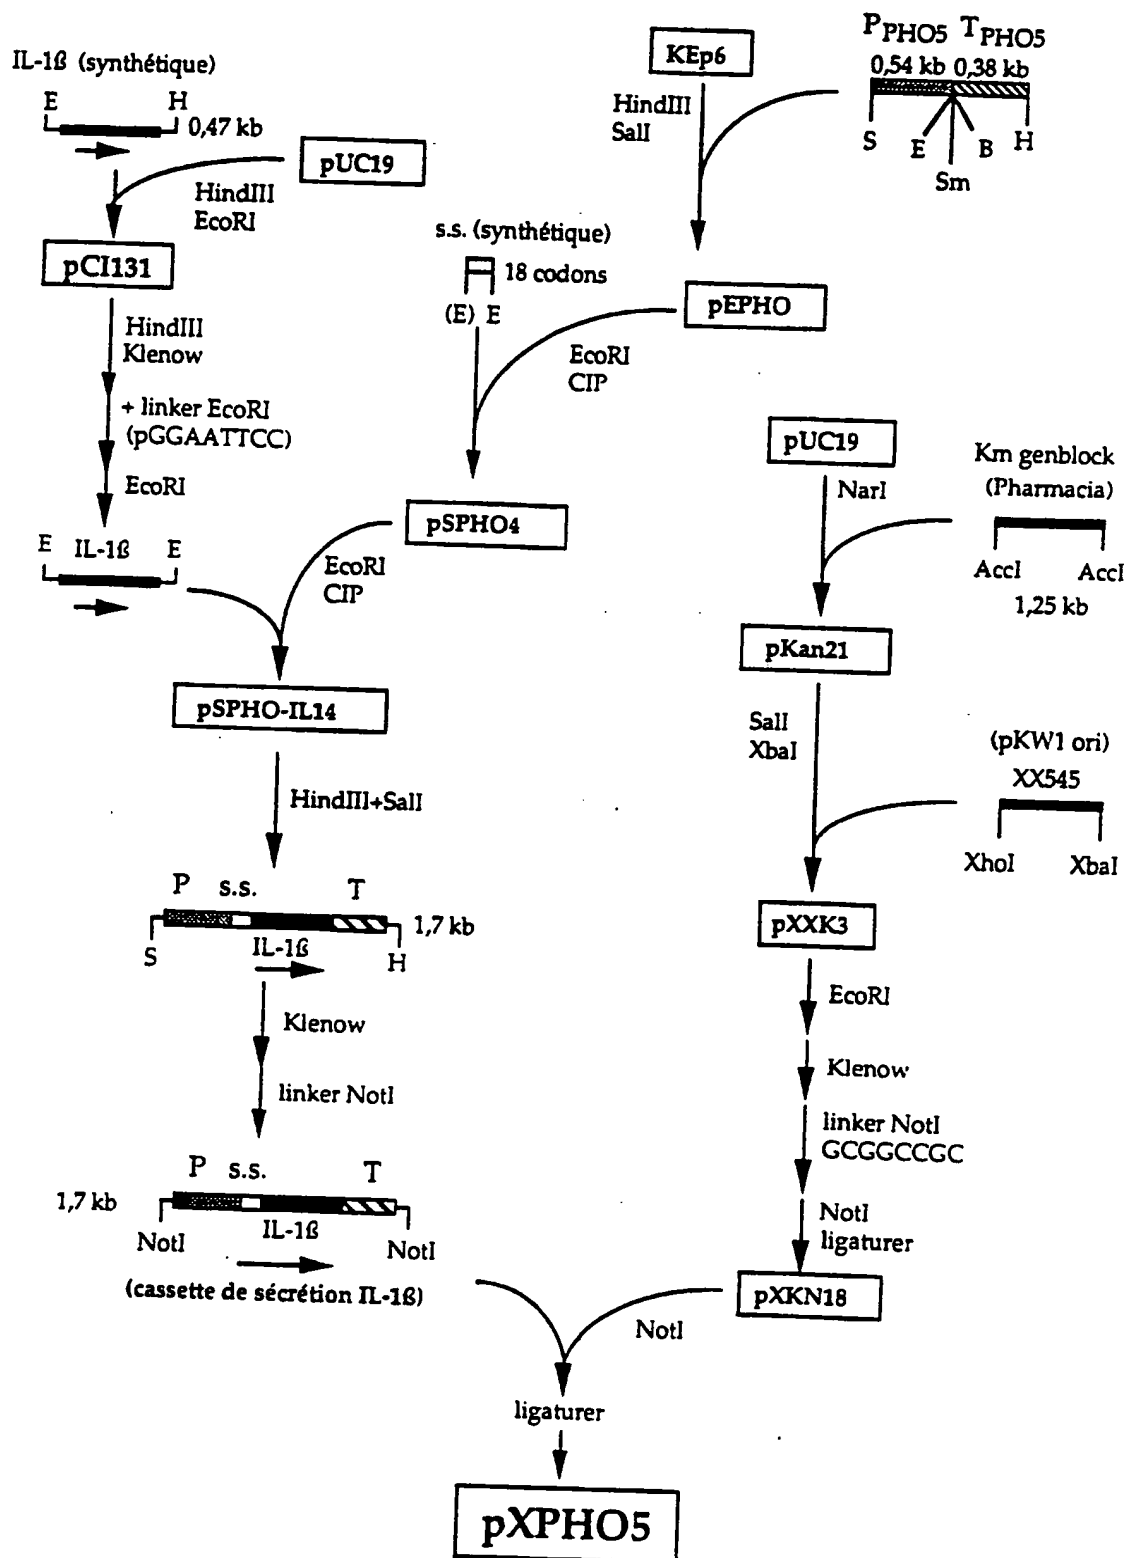 IL-1ß (synthétique)
E H
0,47 kb
pUC19
HindIII
EcoRI
pCI131
HindIII
Klenow
+ linker EcoRI
(pGGAATTCC)
EcoRI
E IL-1ß E
KEp6
HindIII
SalI
PPHO5 TPHO5
0,54 kb 0,38 kb
S E B H
Sm
s.s. (synthétique)
18 codons
(E) E
pEPHO
EcoRI
CIP
pSPHO4
EcoRI
CIP
pSPHO-IL14
HindIII+SalI
P s.s. T
1,7 kb
S IL-1ß H
Klenow
linker NotI
P s.s. T
1,7 kb
NotI IL-1ß NotI
(cassette de sécrétion IL-1ß)
pUC19
NarI
Km genblock
(Pharmacia)
AccI AccI
1,25 kb
pKan21
SalI
XbaI
(pKW1 ori)
XX545
XhoI XbaI
pXXK3
EcoRI
Klenow
linker NotI
GCGGCCGC
NotI
ligaturer
pXKN18
NotI
ligaturer
pXPHO5